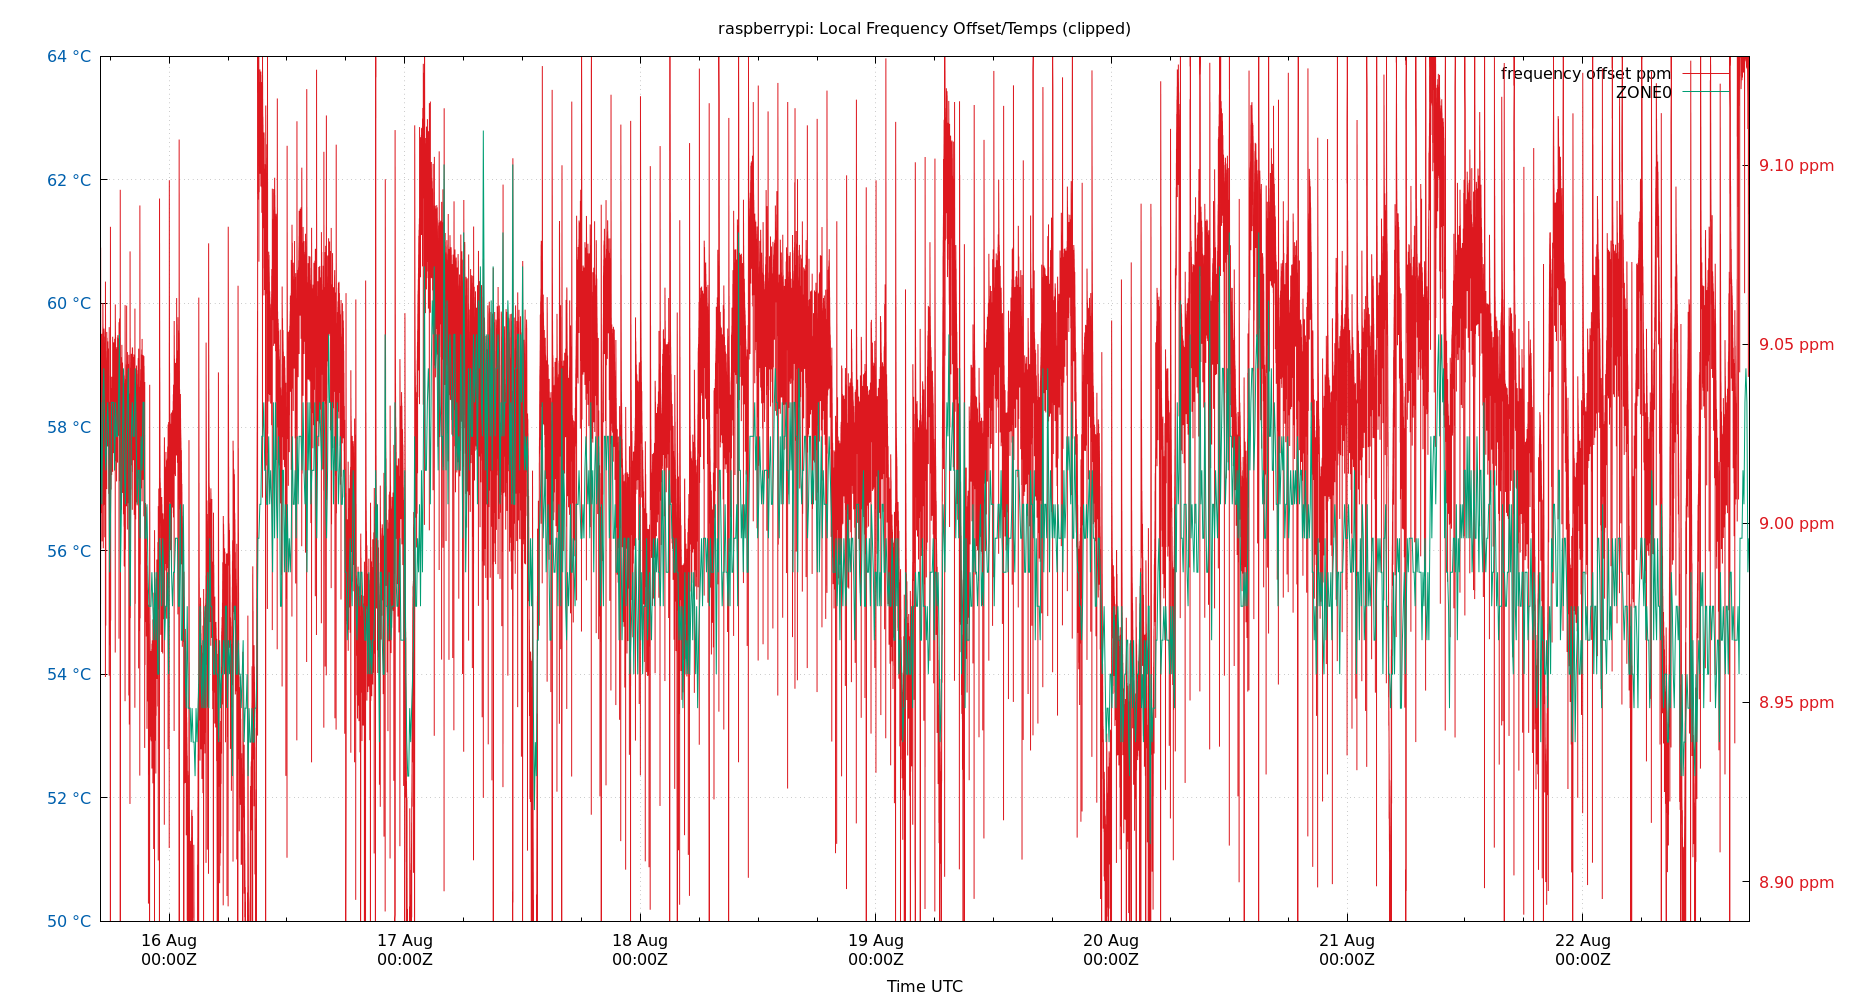 raspberrypi: Local Frequency Offset/Temps (clipped)
64 °C
62 °C
60 °C
58 °C
56 °C
54 °C
52 °C
50 °C
frequency offset ppm
ZONE0
9.10 ppm
9.05 ppm
9.00 ppm
8.95 ppm
8.90 ppm
16 Aug
00:00Z
17 Aug
00:00Z
18 Aug
00:00Z
19 Aug
00:00Z
20 Aug
00:00Z
21 Aug
00:00Z
22 Aug
00:00Z
Time UTC